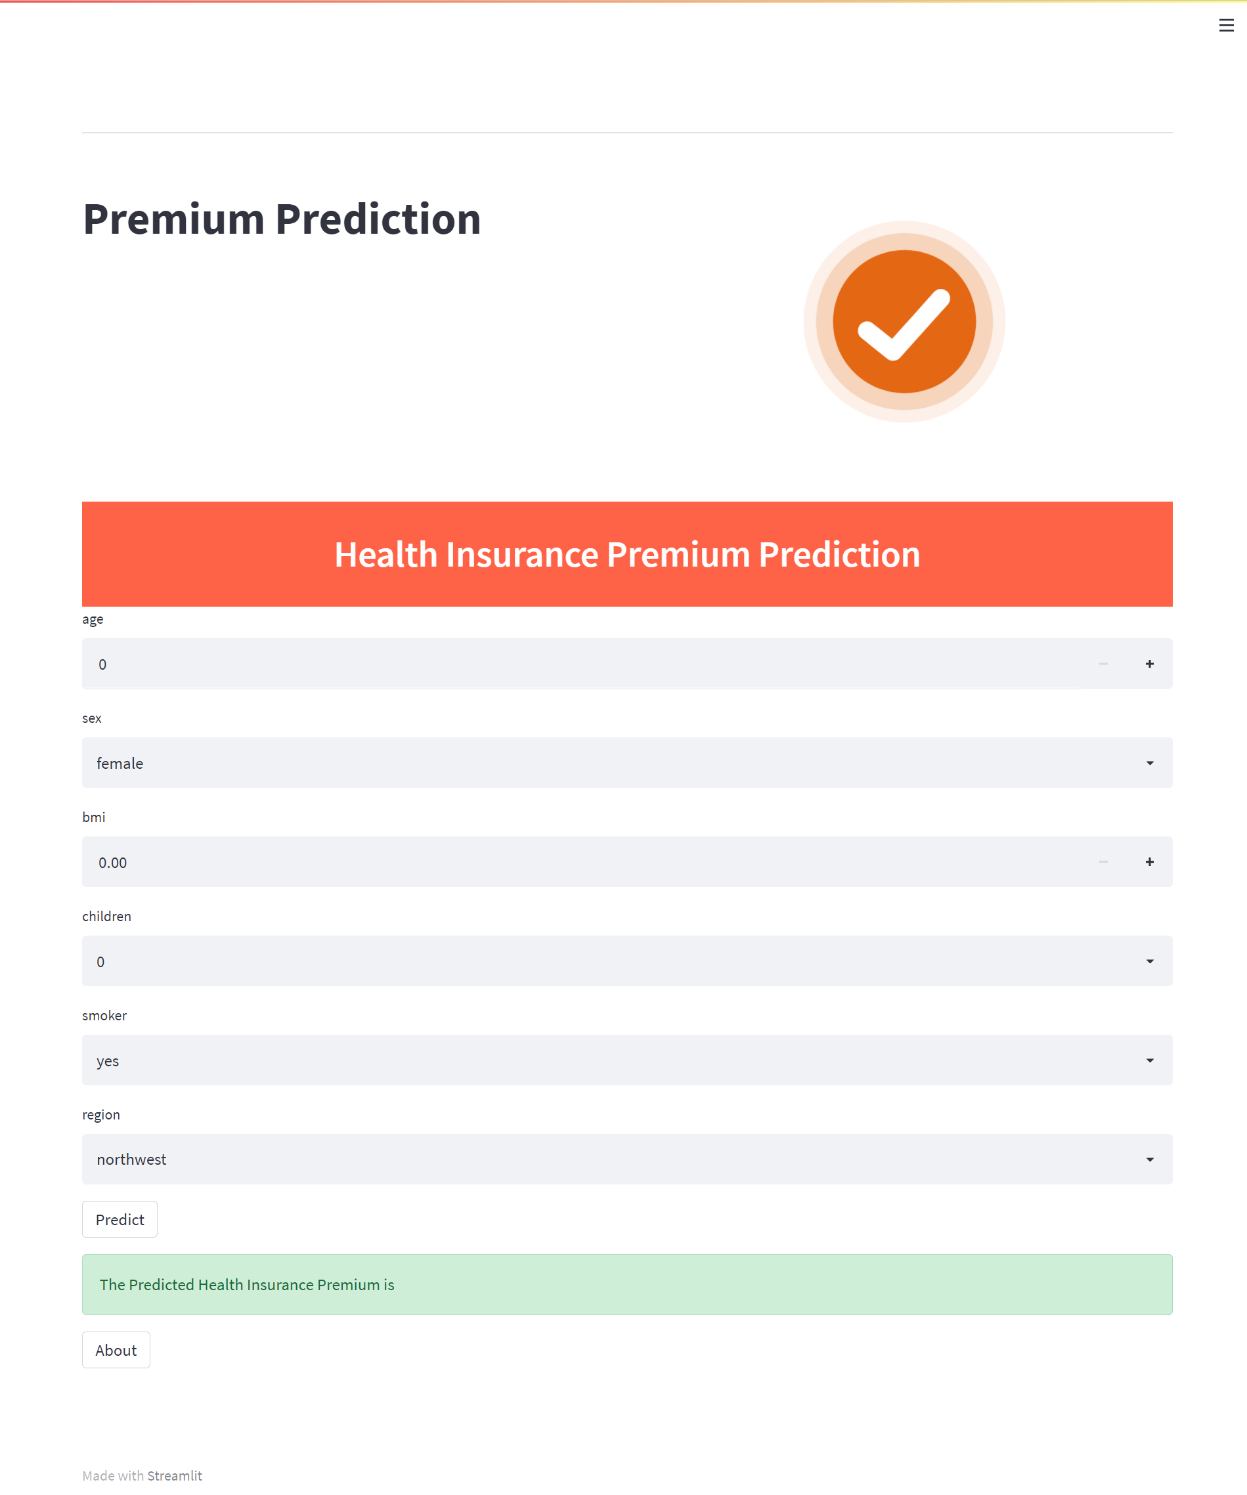 Premium Prediction
Health Insurance Premium Prediction
age
0
sex
female
bmi
0.00
children
0
smoker
yes
region
northwest
Predict
The Predicted Health Insurance Premium is
About
Made with Streamlit